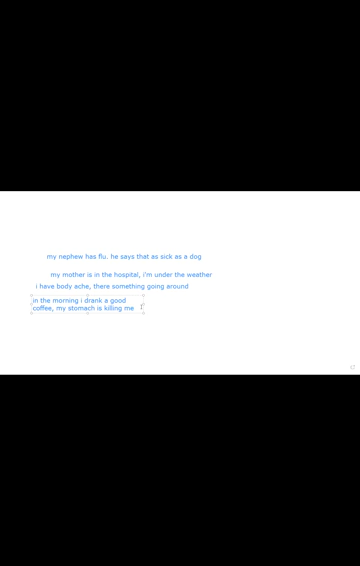 my nephew has flu. he says that as sick as a dog
my mother is in the hospital, i'm under the weather
i have body ache, there something going around
in the morning i drank a good
coffee, my stomach is killing me